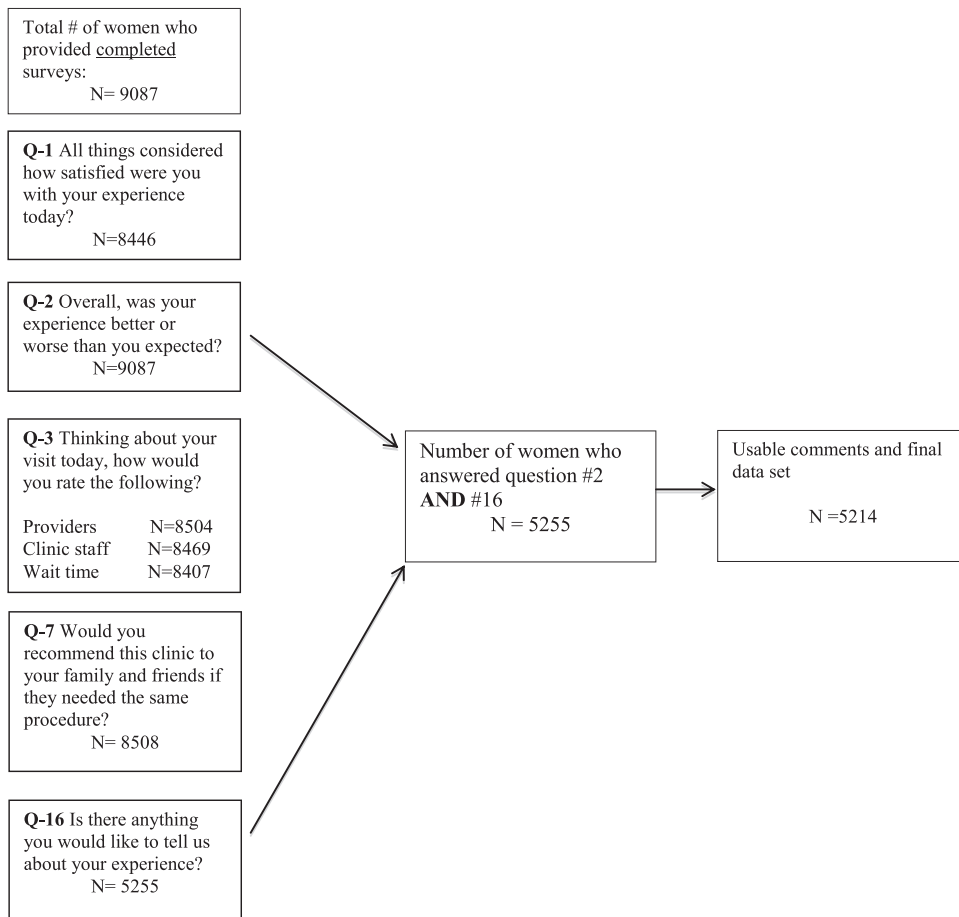 Total # of women who
provided completed
surveys:
N= 9087
Q-1 All things considered
how satisfied were you
with your experience
today?
N=8446
Q-2 Overall, was your
experience better or
worse than you expected?
N=9087
Q-3 Thinking about your
visit today, how would
you rate the following?
Providers N=8504
Clinic staff N=8469
Wait time N=8407
Q-7 Would you
recommend this clinic to
your family and friends if
they needed the same
procedure?
N= 8508
Q-16 Is there anything
you would like to tell us
about your experience?
N= 5255
Number of women who
answered question #2
AND #16
N = 5255
Usable comments and final
data set
N =5214